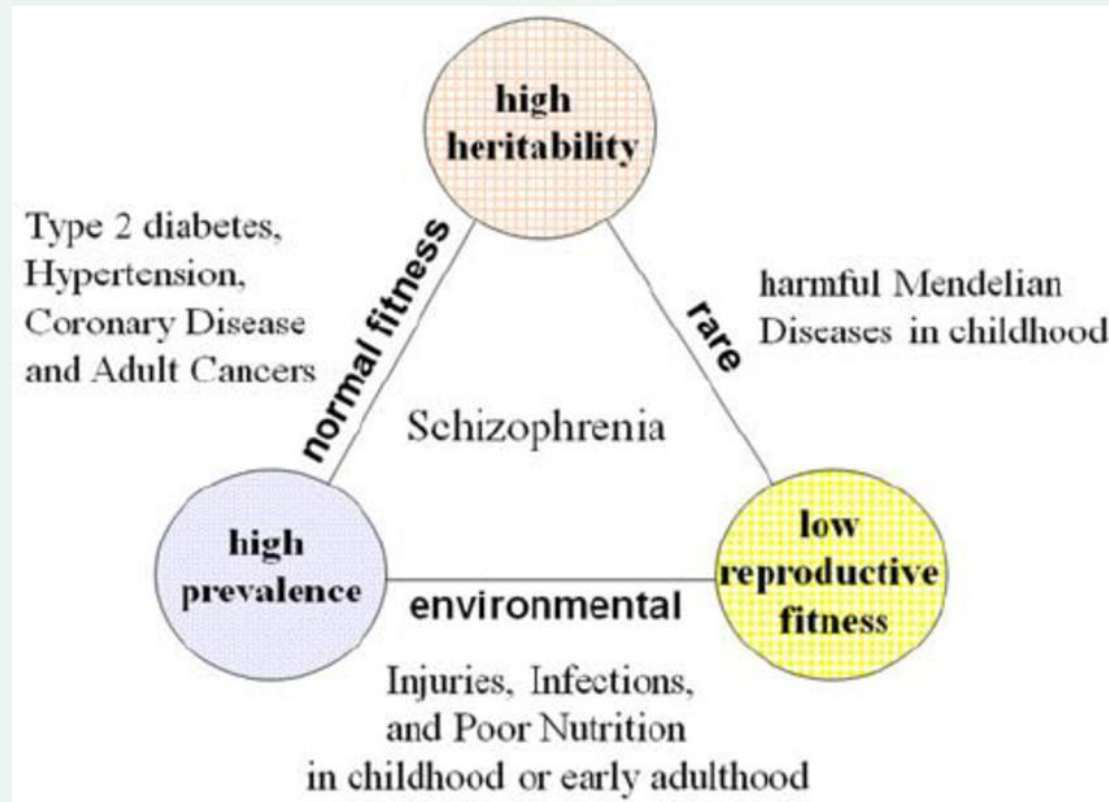 high
heritability
Type 2 diabetes,
Hypertension,
Coronary Disease
and Adult Cancers
normal fitness
rare
harmful Mendelian
Diseases in childhood
Schizophrenia
high
prevalence
low
reproductive
fitness
environmental
Injuries, Infections,
and Poor Nutrition
in childhood or early adulthood